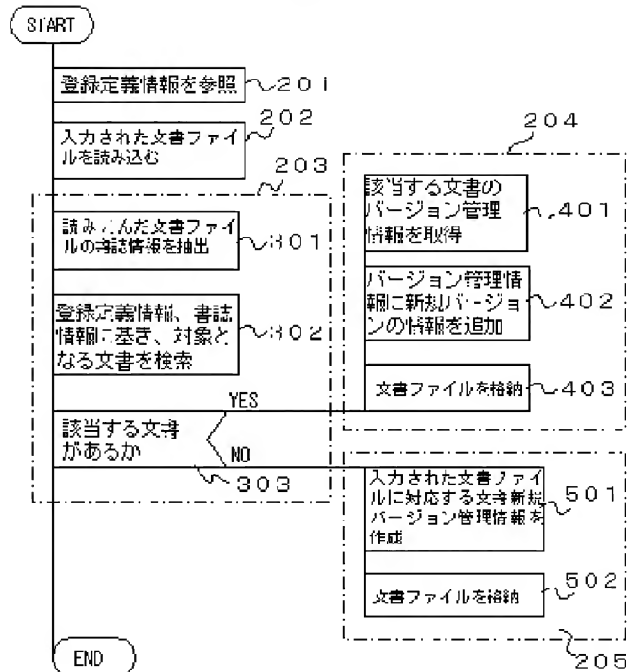 START
登録定義情報を参照
201
202
入力された文書ファイ
ルを読み込む
203
204
読み込んだ文書ファイ
ルの書誌情報を抽出
301
登録定義情報、書誌
情報に基き、対象と
なる文書を検索
302
該当する文書
があるか
YES
NO
303
該当する文書の
バージョン管理
情報を取得
401
バージョン管理情
報に新規バージョ
ンの情報を追加
402
文書ファイルを格納
403
入力された文書ファイ
ルに対応する文書新規
バージョン管理情報を
作成
501
文書ファイルを格納
502
205
END